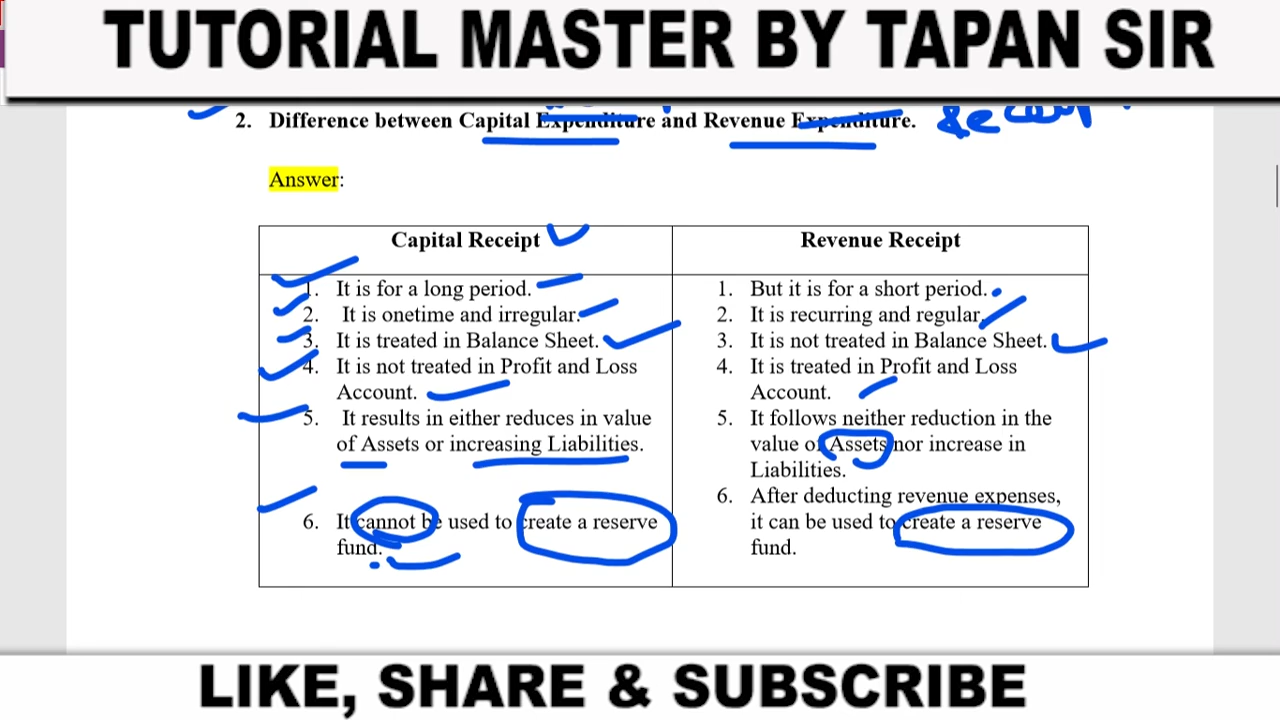 TUTORIAL MASTER BY TAPAN SIR
2. Difference between Capital Expenditure and Revenue Expenditure.
Answer:
Capital Receipt
1. It is for a long period.
2. It is onetime and irregular.
3. It is treated in Balance Sheet.
4. It is not treated in Profit and Loss
Account.
5. It results in either reduces in value
of Assets or increasing Liabilities.
6. It cannot be used to create a reserve
fund.
Revenue Receipt
1. But it is for a short period.
2. It is recurring and regular.
3. It is not treated in Balance Sheet.
4. It is treated in Profit and Loss
Account.
5. It follows neither reduction in the
value of Assets nor increase in
Liabilities.
6. After deducting revenue expenses,
it can be used to create a reserve
fund.
LIKE, SHARE & SUBSCRIBE